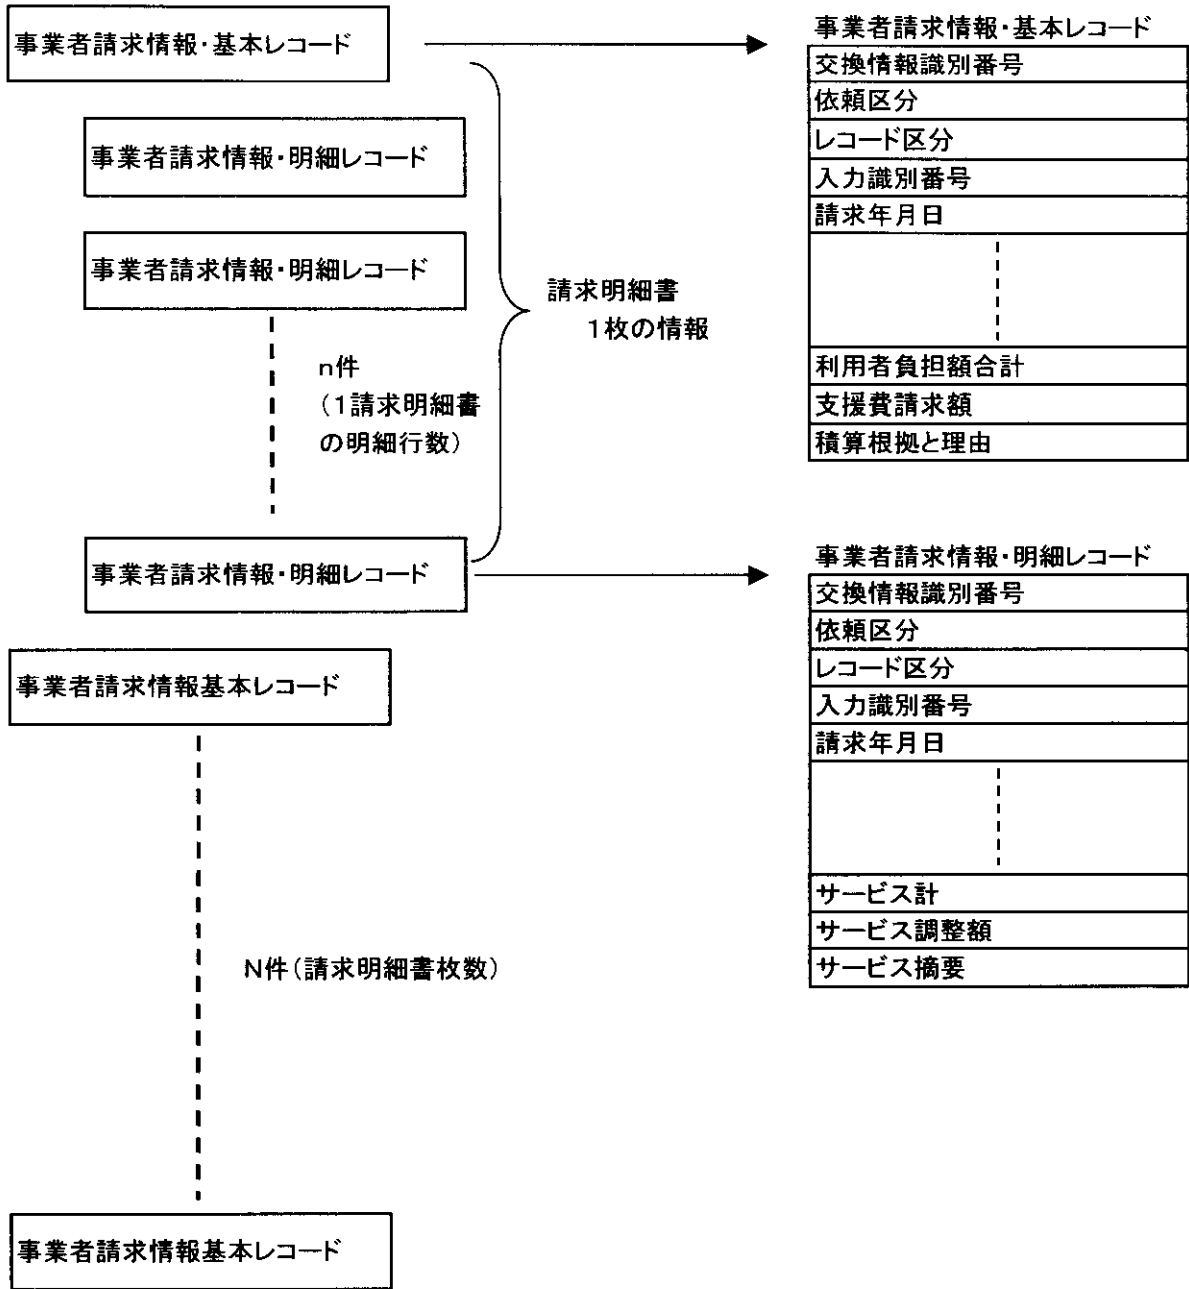 事業者請求情報・基本レコード
事業者請求情報・明細レコード
事業者請求情報・明細レコード
n件
(1請求明細書
の明細行数)
請求明細書
1枚の情報
事業者請求情報・明細レコード
事業者請求情報基本レコード
N件(請求明細書枚数)
事業者請求情報基本レコード
事業者請求情報・基本レコード
交換情報識別番号
依頼区分
レコード区分
入力識別番号
請求年月日
利用者負担額合計
支援費請求額
積算根拠と理由
事業者請求情報・明細レコード
交換情報識別番号
依頼区分
レコード区分
入力識別番号
請求年月日
サービス計
サービス調整額
サービス摘要